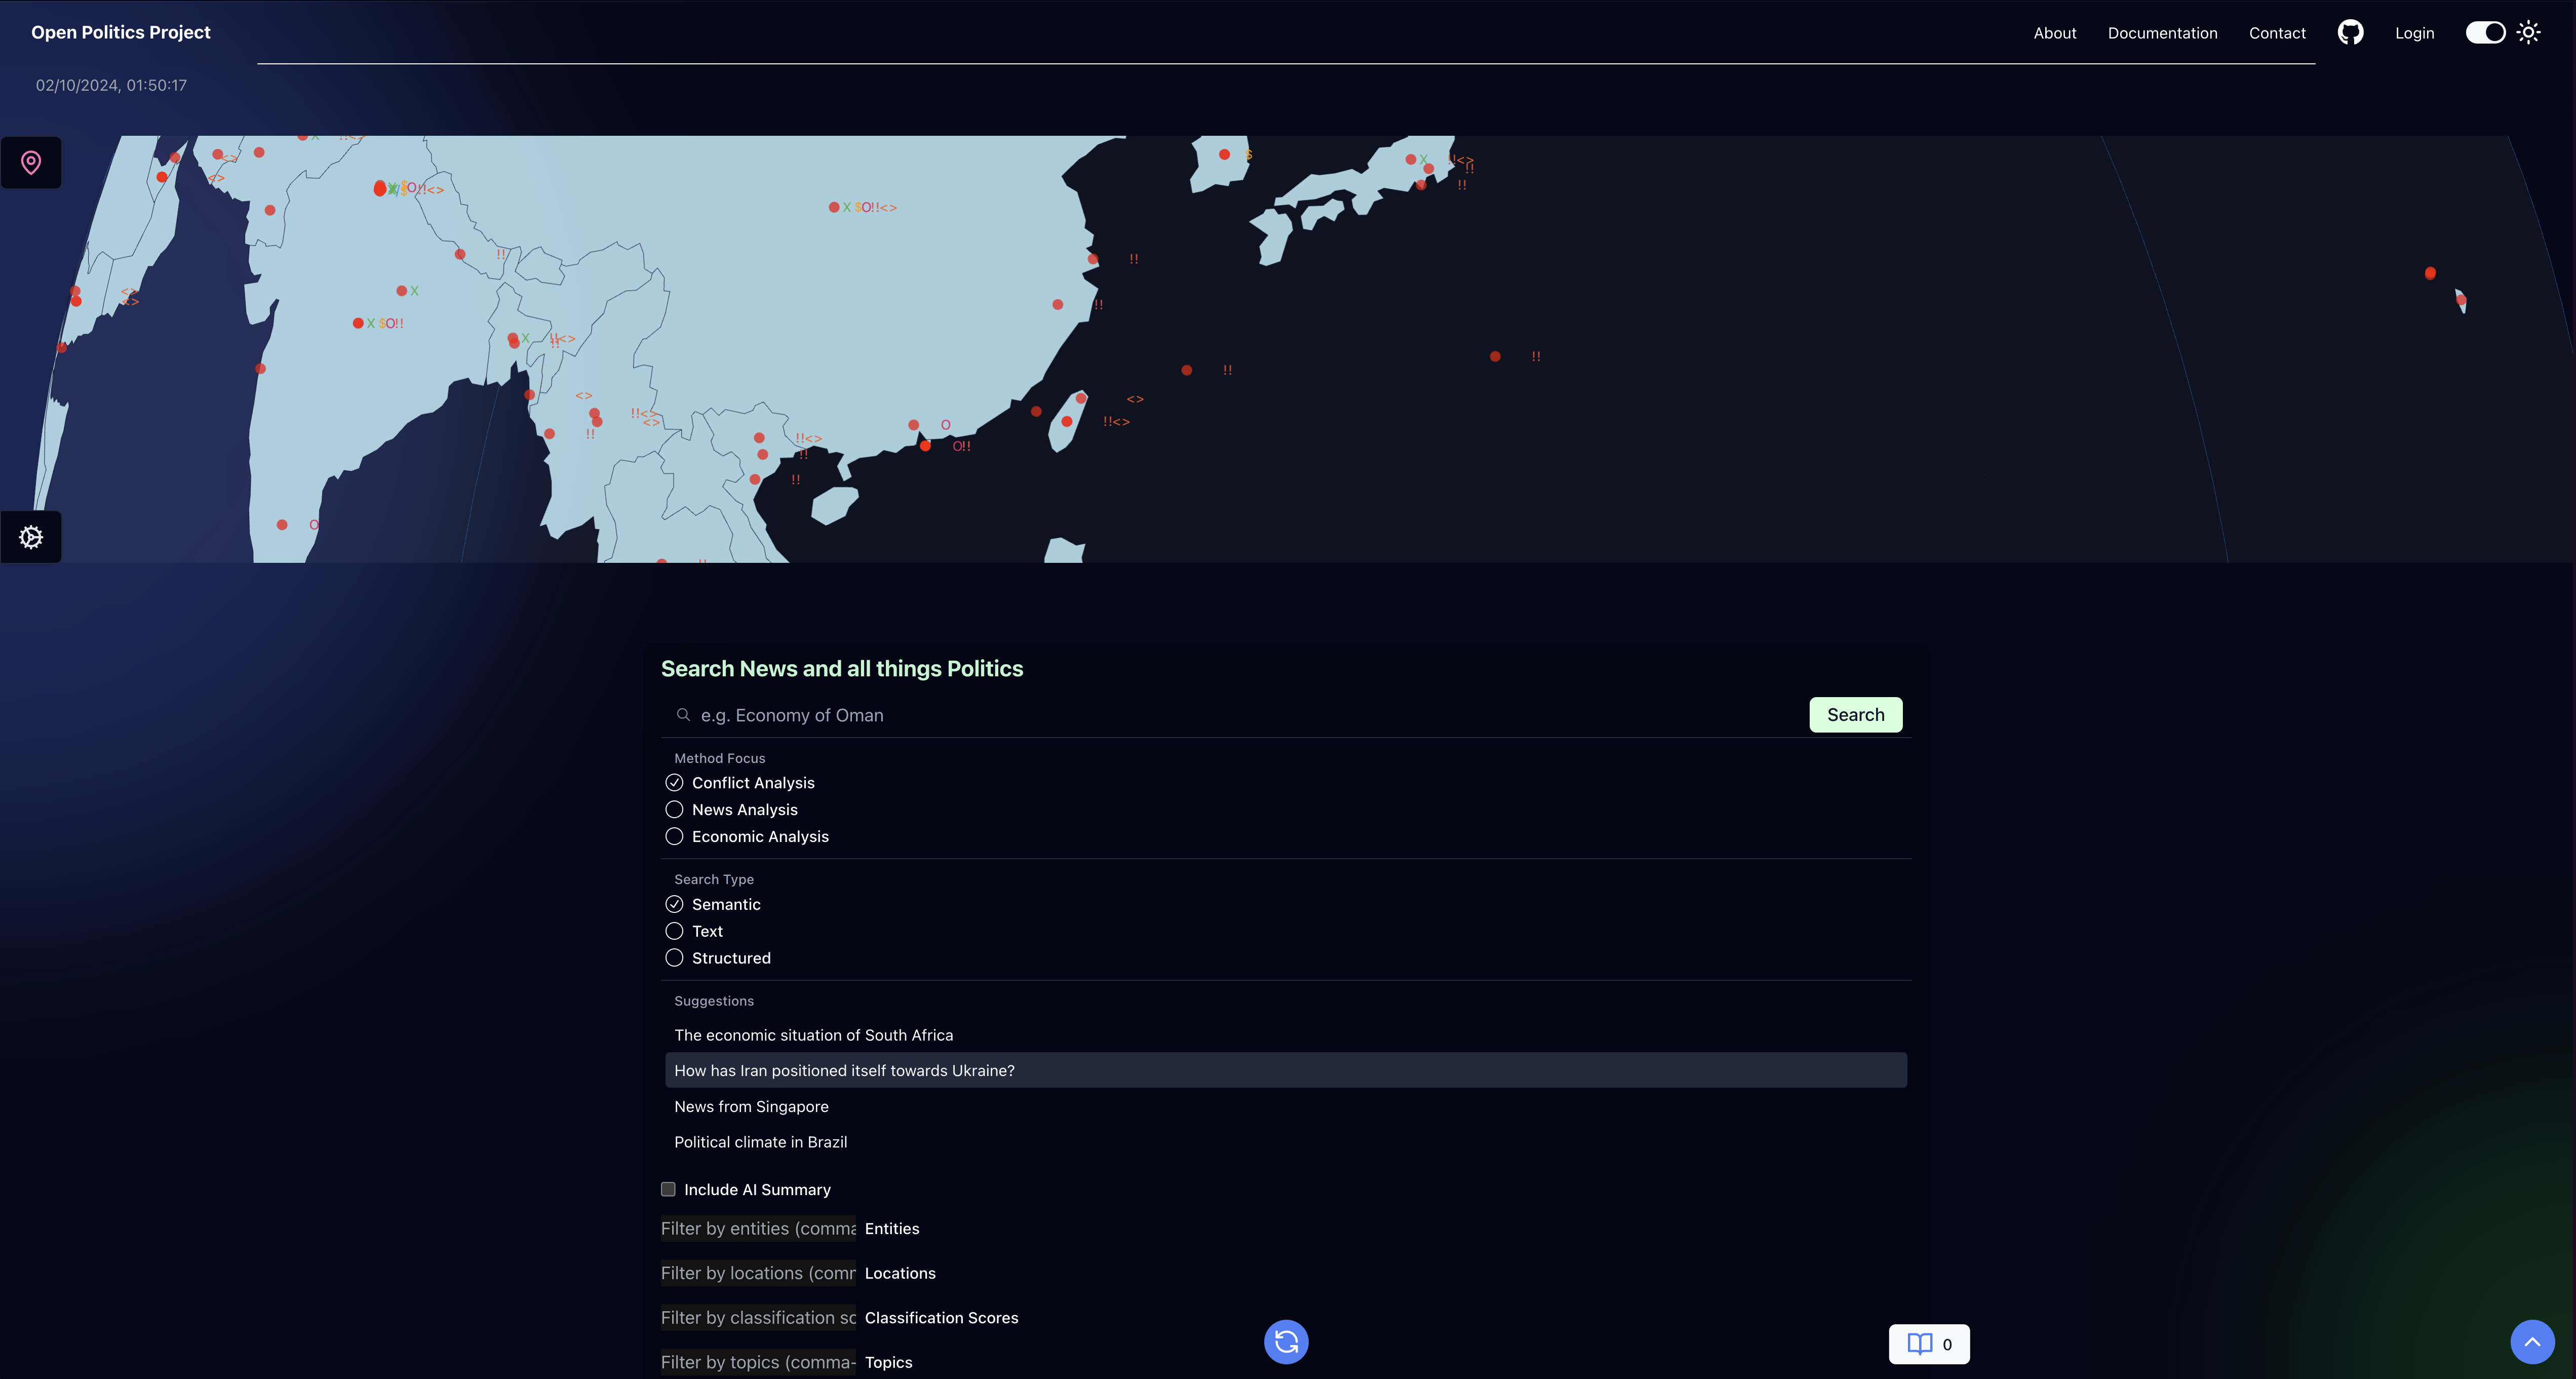 Open Politics Project
About
Documentation
Contact
Login
02/10/2024, 01:50:17
X !!<>
<>
<>
X/$O!!<>
$
X !!<>
!!
!!
X $O!!<>
!!
!!
X
<>
<>
X $O!!
!!
X !!<>
!!
!!
!!
<>
<>
!!<>
<>
!!
!!<>
O
O!!
!!<>
!!
!!
O
!!
Search News and all things Politics
e.g. Economy of Oman
Search
Method Focus
Conflict Analysis
News Analysis
Economic Analysis
Search Type
Semantic
Text
Structured
Suggestions
The economic situation of South Africa
How has Iran positioned itself towards Ukraine?
News from Singapore
Political climate in Brazil
Include AI Summary
Filter by entities (comma Entities
Filter by locations (comm Locations
Filter by classification sc Classification Scores
Filter by topics (comma- Topics
0